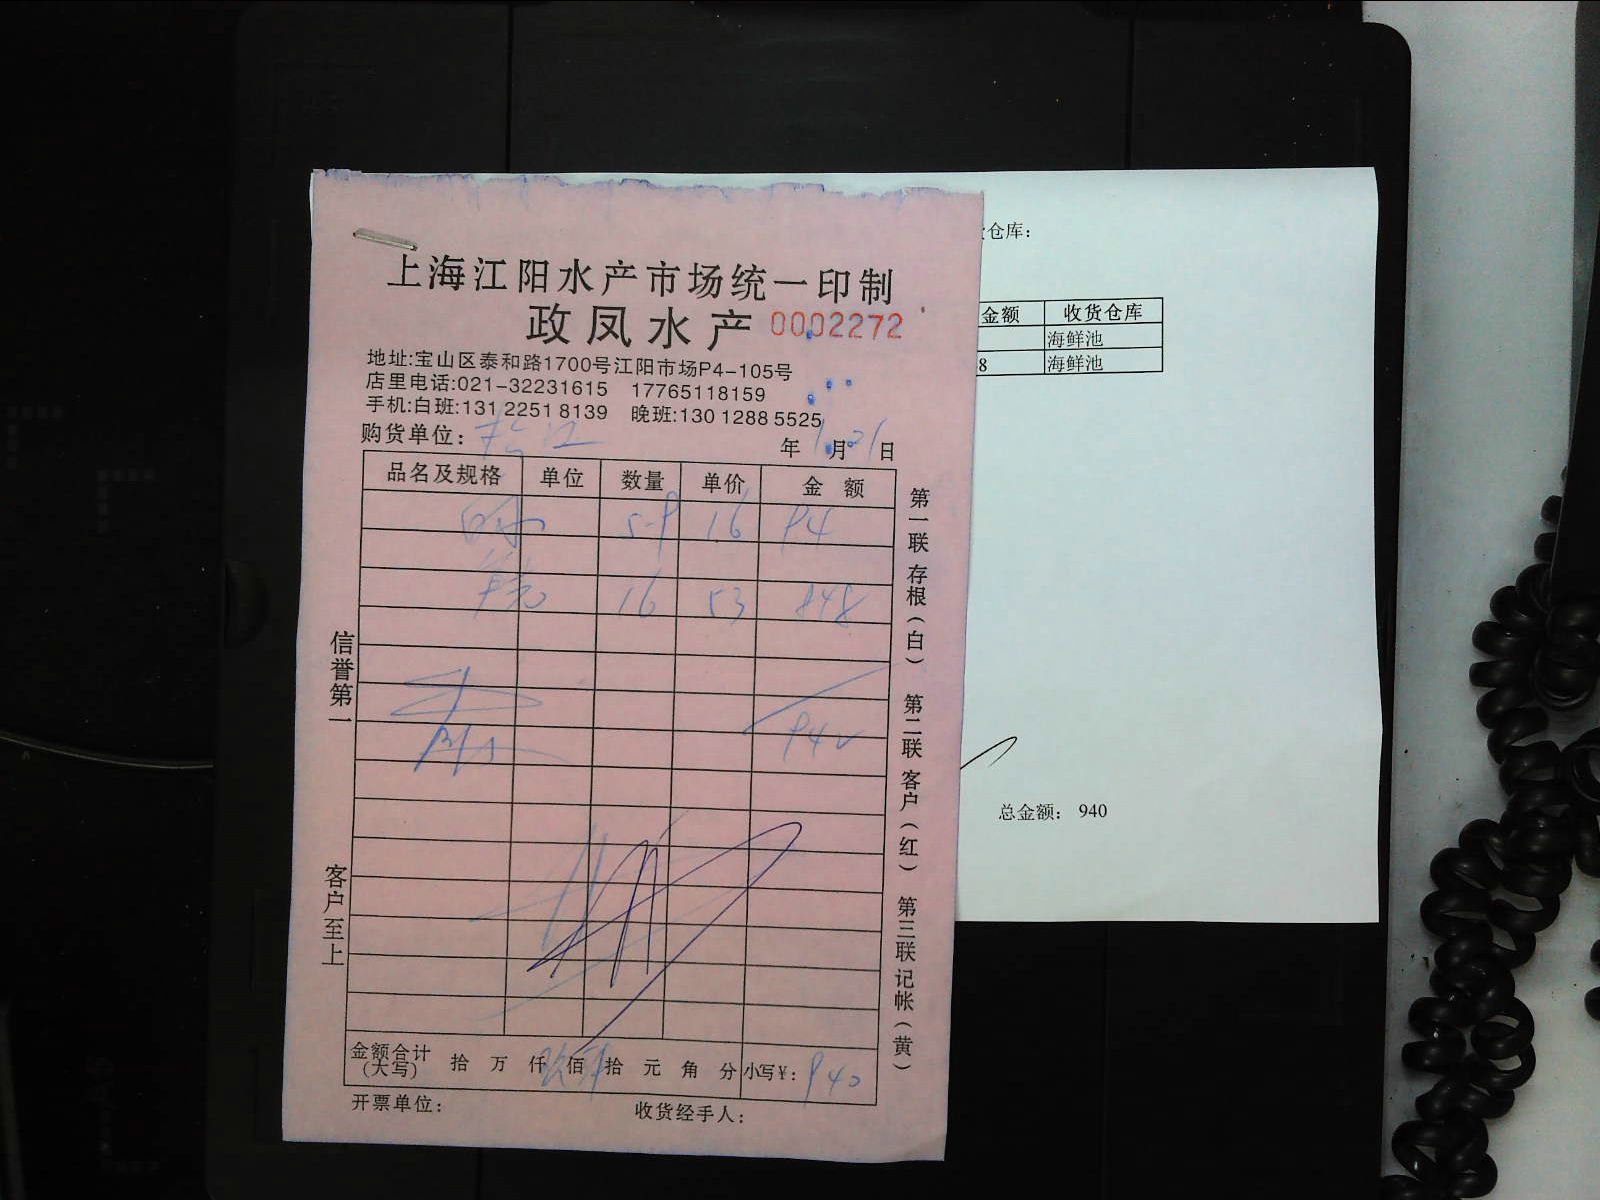 上海江阳水产市场统一印制
政凤水产 0002272
地址:宝山区泰和路1700号江阳市场P4-105号
店里电话:021-32231615 17765118159
手机:白班:131 2251 8139 晚班:130 1288 5525
购货单位:
年1月21日
品名及规格 单位 数量 单价 金 额
16 94
16 53 848
940
金额合计(大写) 拾 万 仟 佰 拾 元 角 分 小写¥: 940
开票单位: 收货经手人:
信誉第一 客户至上
第一联 存根(白) 第二联 客户(红) 第三联 记帐(黄)
仓库:
金额 收货仓库
海鲜池
8 海鲜池
总金额: 940